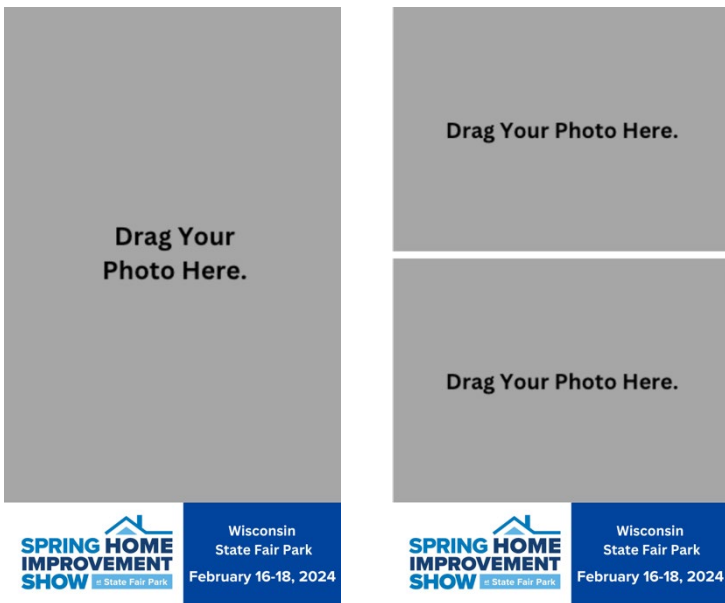 Drag Your
Photo Here.
SPRING HOME
IMPROVEMENT
SHOW at State Fair Park
Wisconsin
State Fair Park
February 16-18, 2024
Drag Your Photo Here.
Drag Your Photo Here.
SPRING HOME
IMPROVEMENT
SHOW at State Fair Park
Wisconsin
State Fair Park
February 16-18, 2024